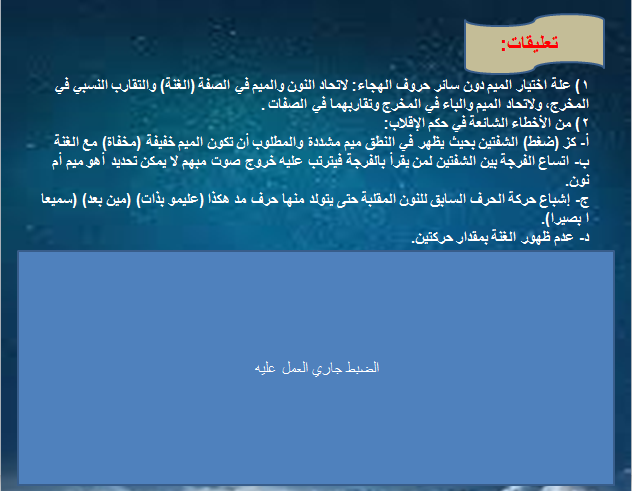 تعليقات:
١) علة اختيار الميم دون سائر حروف الهجاء: لاتحاد النون والميم في الصفة (الغنة) والتقارب النسبي في
المخرج، ولاتحاد الميم والباء في المخرج وتقاربهما في الصفات .
٢) من الأخطاء الشائعة في حكم الإقلاب:
أ- كز (ضغط) الشفتين بحيث يظهر في النطق ميم مشددة والمطلوب أن تكون الميم خفيفة (مخفاة) مع الغنة
ب- اتساع الفرجة بين الشفتين لمن يقرأ بالفرجة فيترتب عليه خروج صوت مبهم لا يمكن تحديد أهو ميم أم
نون.
ج- إشباع حركة الحرف السابق للنون المقلبة حتى يتولد منها حرف مد هكذا (عليمو بذات) (مين بعد) (سميعا
ا بصيرا).
د- عدم ظهور الغنة بمقدار حركتين.
الضبط جاري العمل عليه